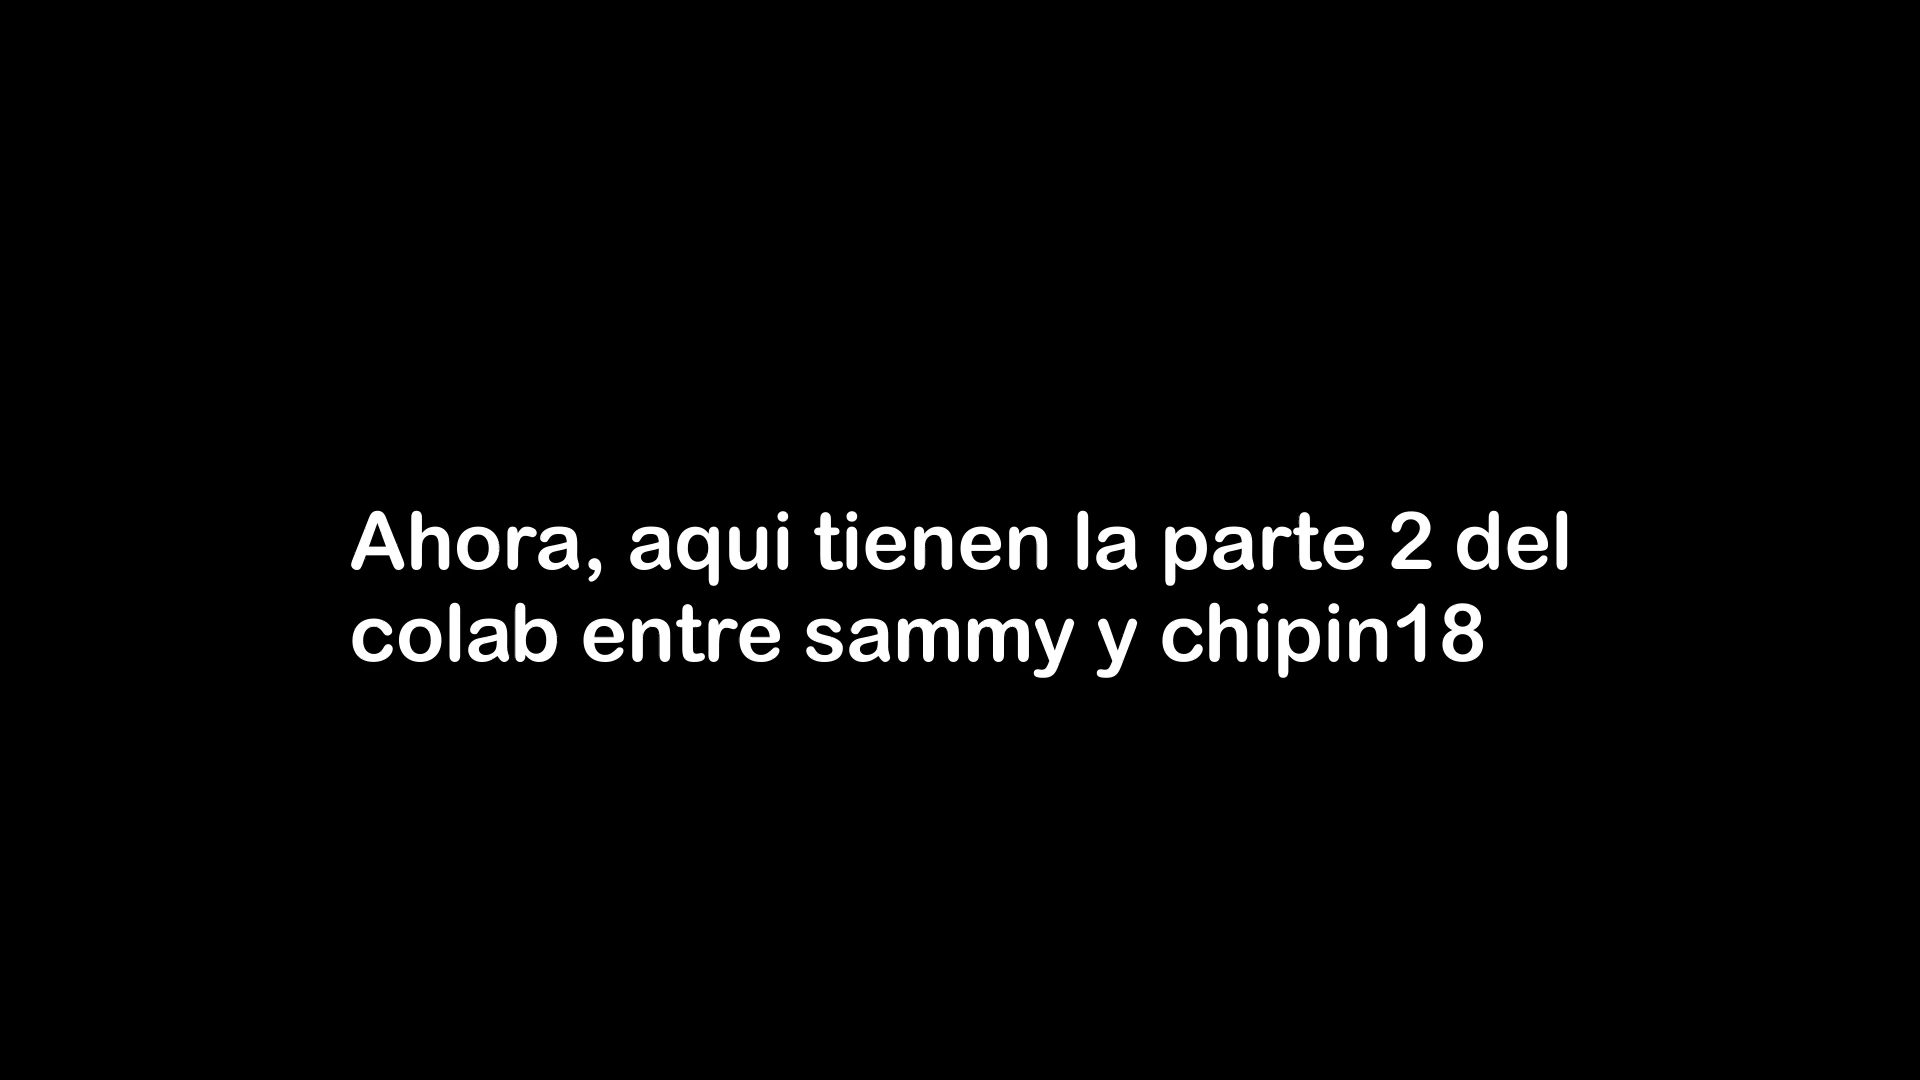 Ahora, aqui tienen la parte 2 del
colab entre sammy y chipin18